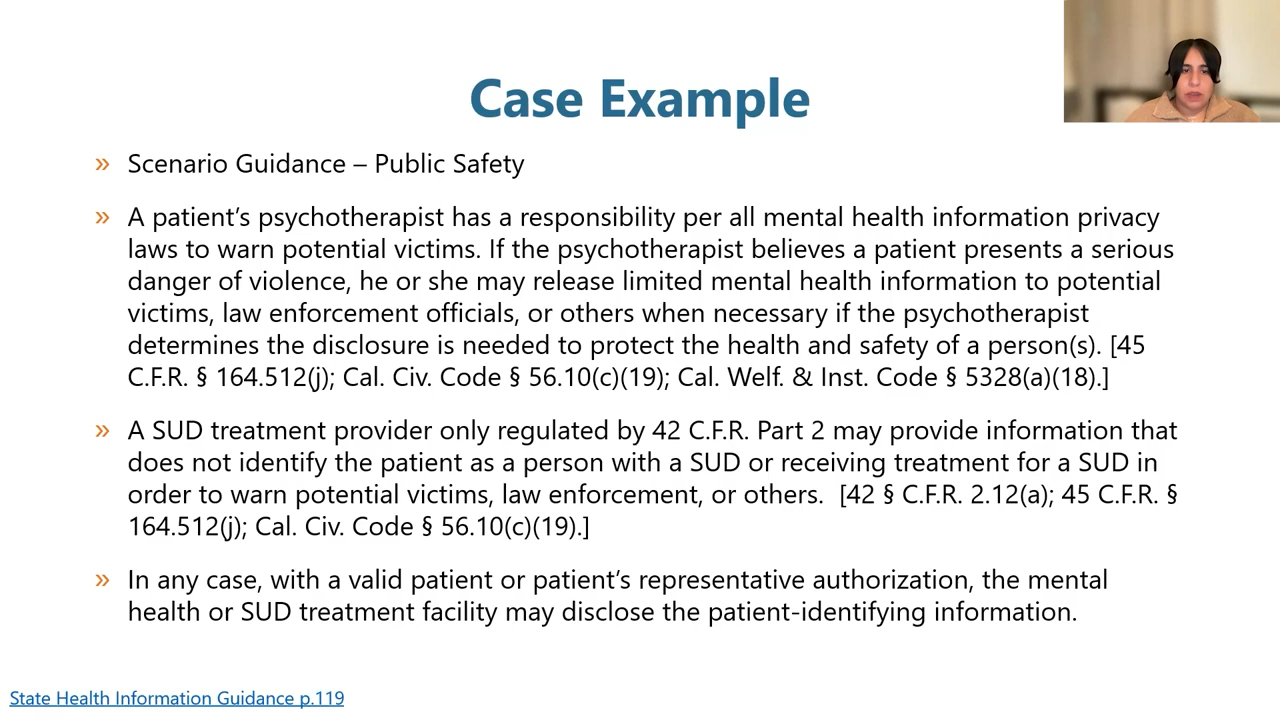 Case Example
» Scenario Guidance – Public Safety
» A patient’s psychotherapist has a responsibility per all mental health information privacy
laws to warn potential victims. If the psychotherapist believes a patient presents a serious
danger of violence, he or she may release limited mental health information to potential
victims, law enforcement officials, or others when necessary if the psychotherapist
determines the disclosure is needed to protect the health and safety of a person(s). [45
C.F.R. § 164.512(j); Cal. Civ. Code § 56.10(c)(19); Cal. Welf. & Inst. Code § 5328(a)(18).]
» A SUD treatment provider only regulated by 42 C.F.R. Part 2 may provide information that
does not identify the patient as a person with a SUD or receiving treatment for a SUD in
order to warn potential victims, law enforcement, or others.  [42 § C.F.R. 2.12(a); 45 C.F.R. §
164.512(j); Cal. Civ. Code § 56.10(c)(19).]
» In any case, with a valid patient or patient’s representative authorization, the mental
health or SUD treatment facility may disclose the patient-identifying information.
State Health Information Guidance p.119